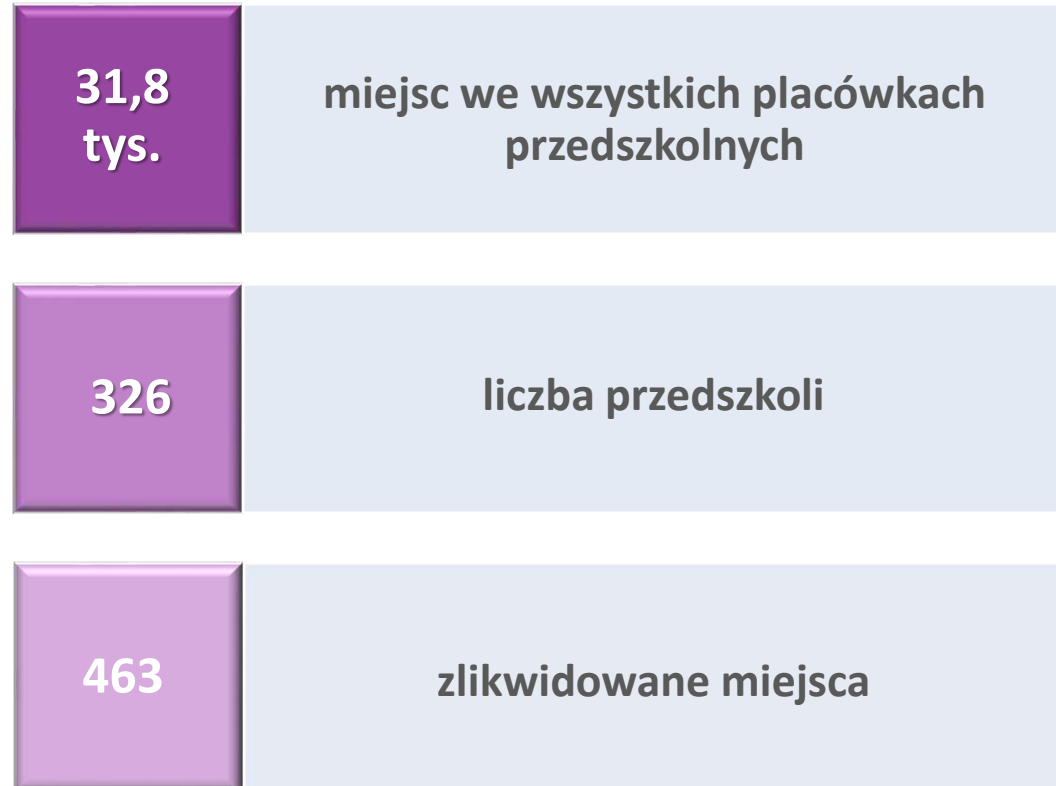 31,8
tys.
miejsc we wszystkich placówkach
przedszkolnych
326
liczba przedszkoli
463
zlikwidowane miejsca